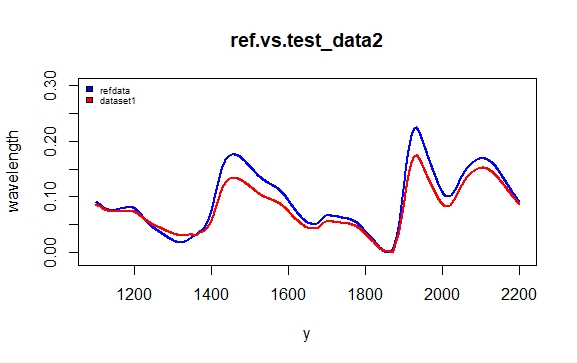 ref.vs.test_data2
refdata
dataset1
wavelength
0.30
0.20
0.10
0.00
1200 1400 1600 1800 2000 2200
y